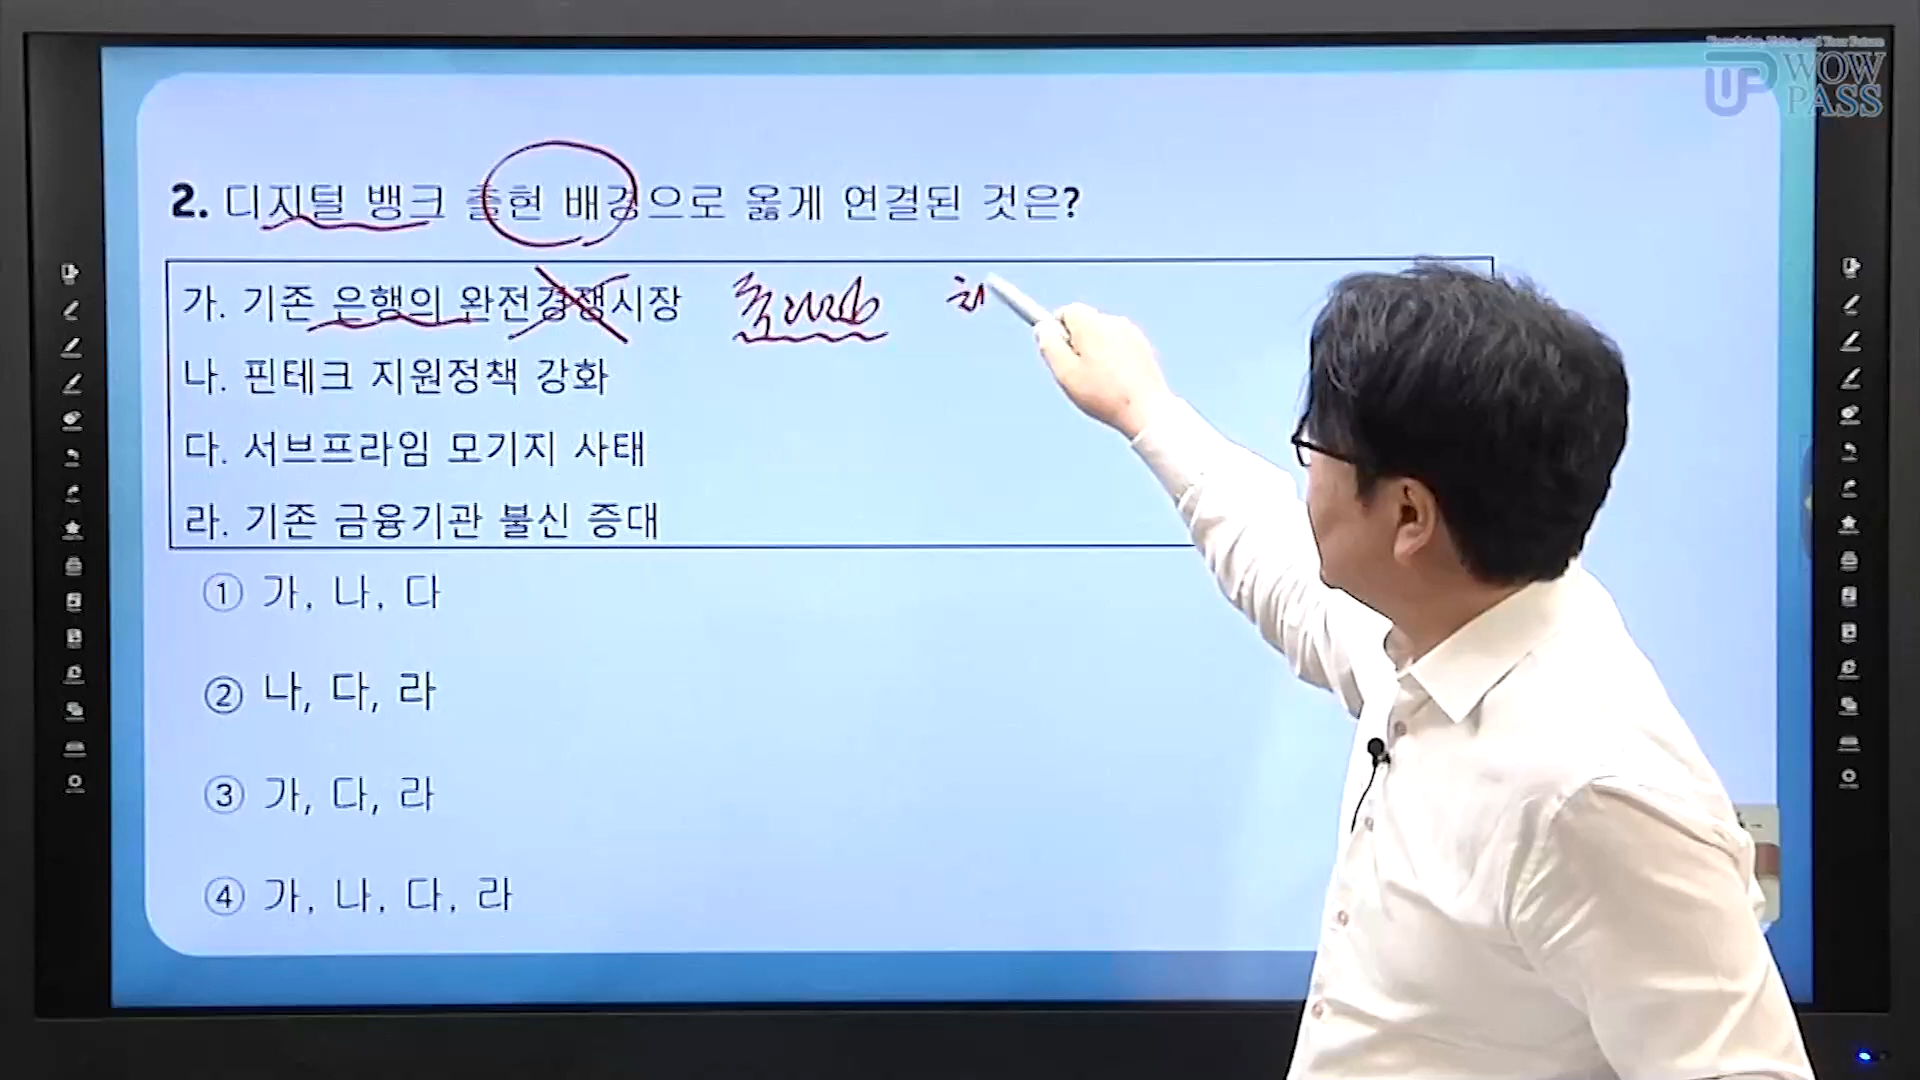 WOW
PASS
2. 디지털 뱅크 출현 배경으로 옳게 연결된 것은?
가. 기존 은행의 완전경쟁시장
나. 핀테크 지원정책 강화
다. 서브프라임 모기지 사태
라. 기존 금융기관 불신 증대
① 가, 나, 다
② 나, 다, 라
③ 가, 다, 라
④ 가, 나, 다, 라